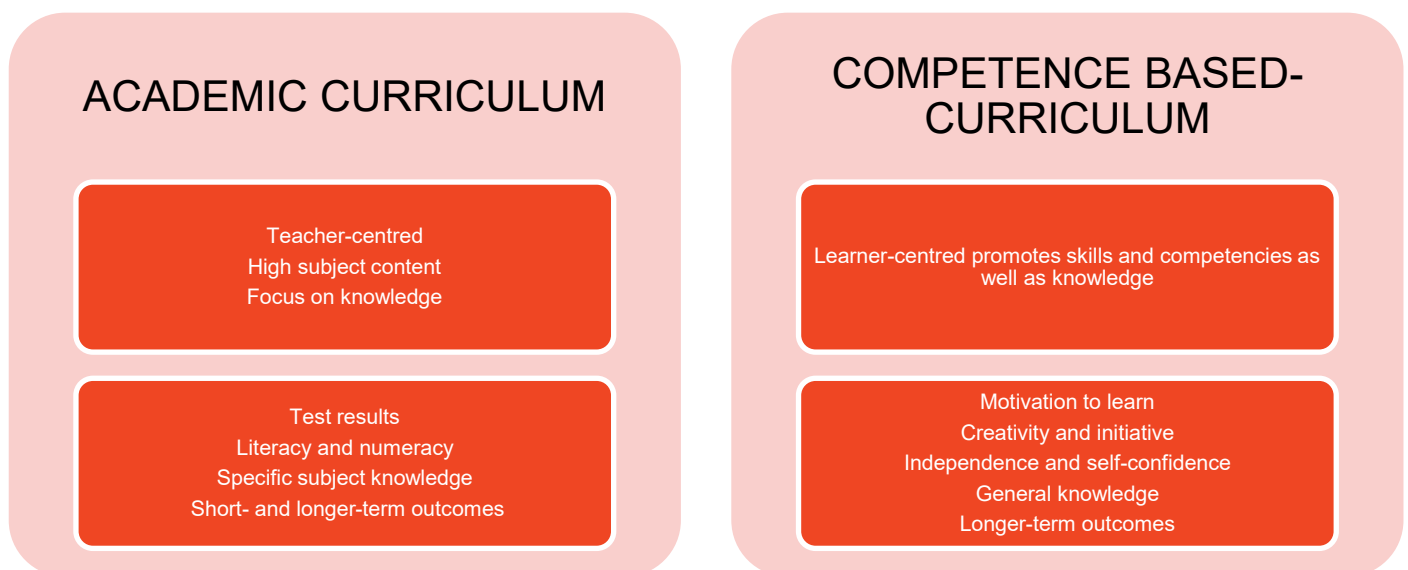 ACADEMIC CURRICULUM
Teacher-centred
High subject content
Focus on knowledge
Test results
Literacy and numeracy
Specific subject knowledge
Short- and longer-term outcomes
COMPETENCE BASED-
CURRICULUM
Learner-centred promotes skills and competencies as
well as knowledge
Motivation to learn
Creativity and initiative
Independence and self-confidence
General knowledge
Longer-term outcomes